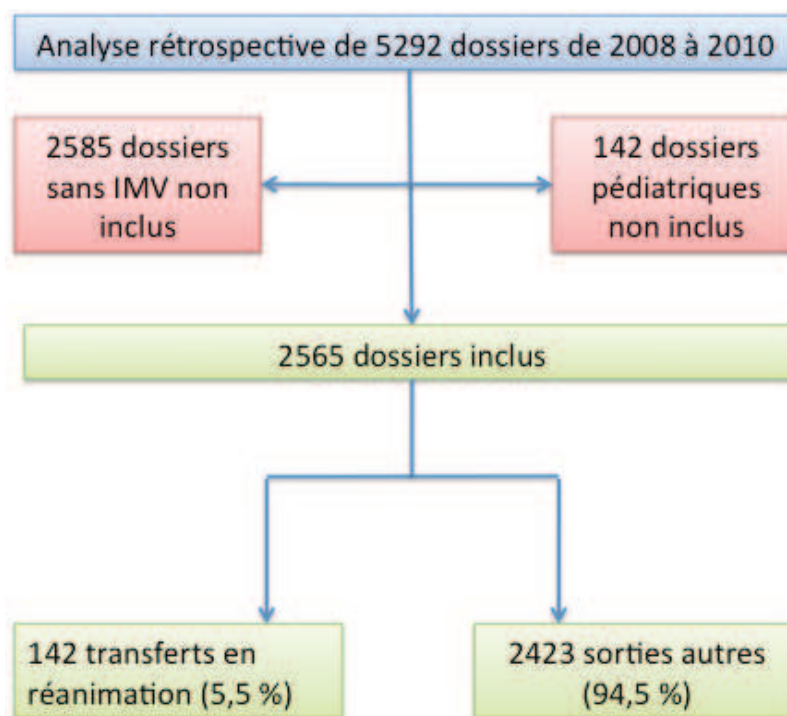 Analyse rétrospective de 5292 dossiers de 2008 à 2010
2585 dossiers
sans IMV non
inclus
142 dossiers
pédiatriques
non inclus
2565 dossiers inclus
142 transferts en
réanimation (5,5 %)
2423 sorties autres
(94,5 %)